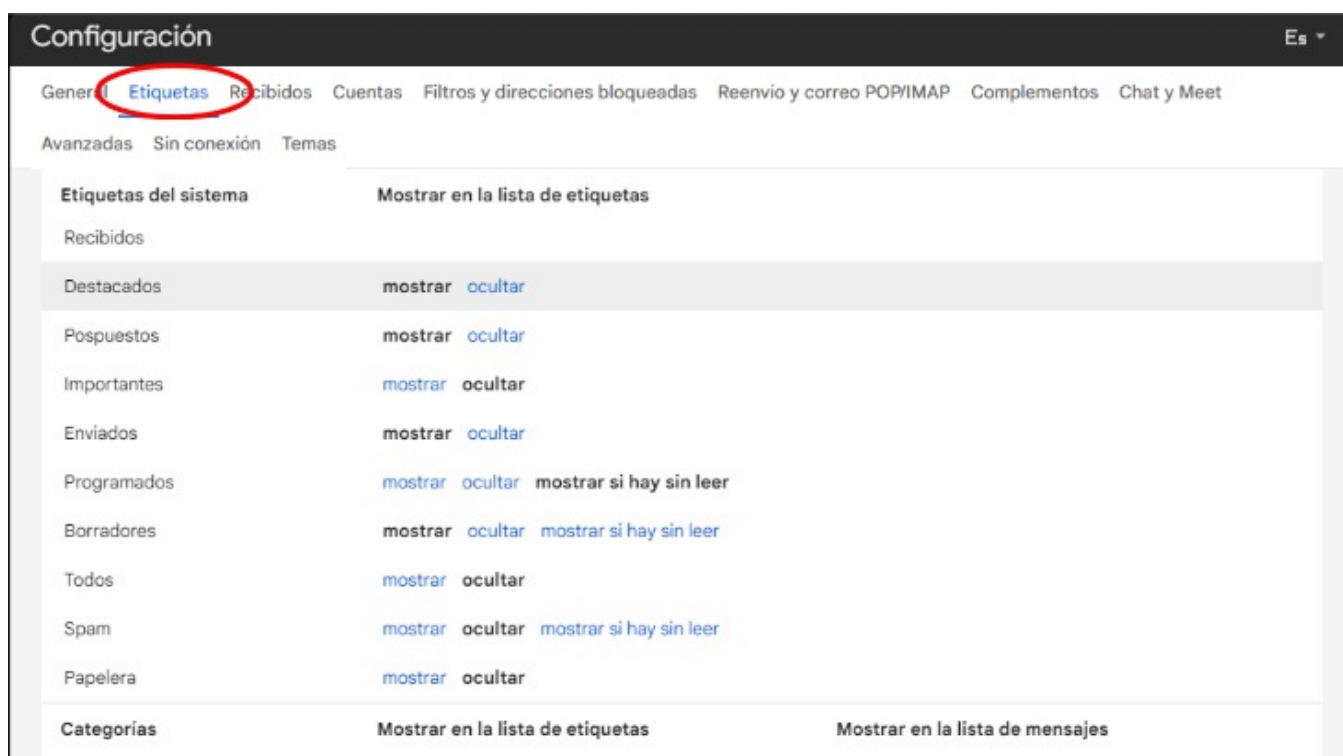 Configuración Es
General Etiquetas Recibidos Cuentas Filtros y direcciones bloqueadas Reenvío y correo POP/IMAP Complementos Chat y Meet
Avanzadas Sin conexión Temas
Etiquetas del sistema Mostrar en la lista de etiquetas
Recibidos
Destacados mostrar ocultar
Pospuestos mostrar ocultar
Importantes mostrar ocultar
Enviados mostrar ocultar
Programados mostrar ocultar mostrar si hay sin leer
Borradores mostrar ocultar mostrar si hay sin leer
Todos mostrar ocultar
Spam mostrar ocultar mostrar si hay sin leer
Papelera mostrar ocultar
Categorías Mostrar en la lista de etiquetas Mostrar en la lista de mensajes